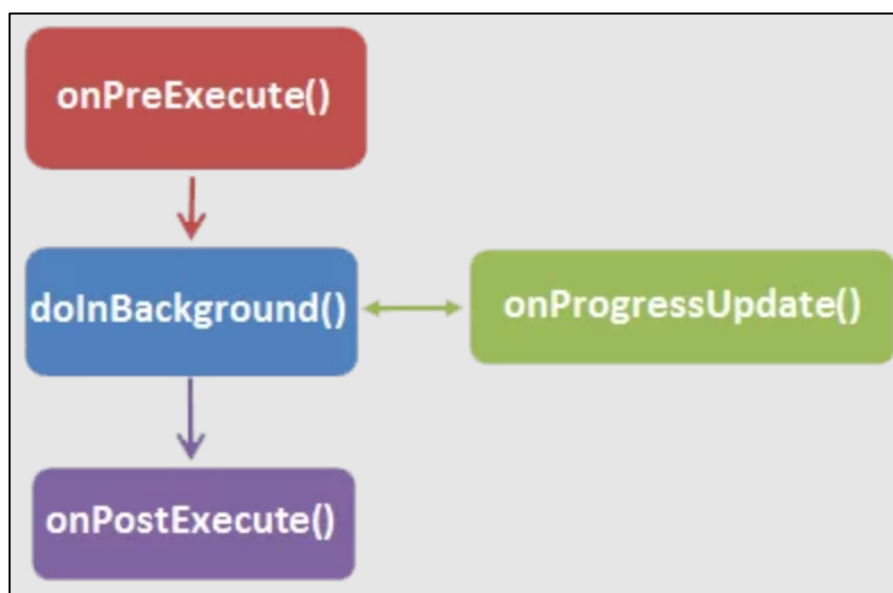 onPreExecute()
doInBackground()
onProgressUpdate()
onPostExecute()